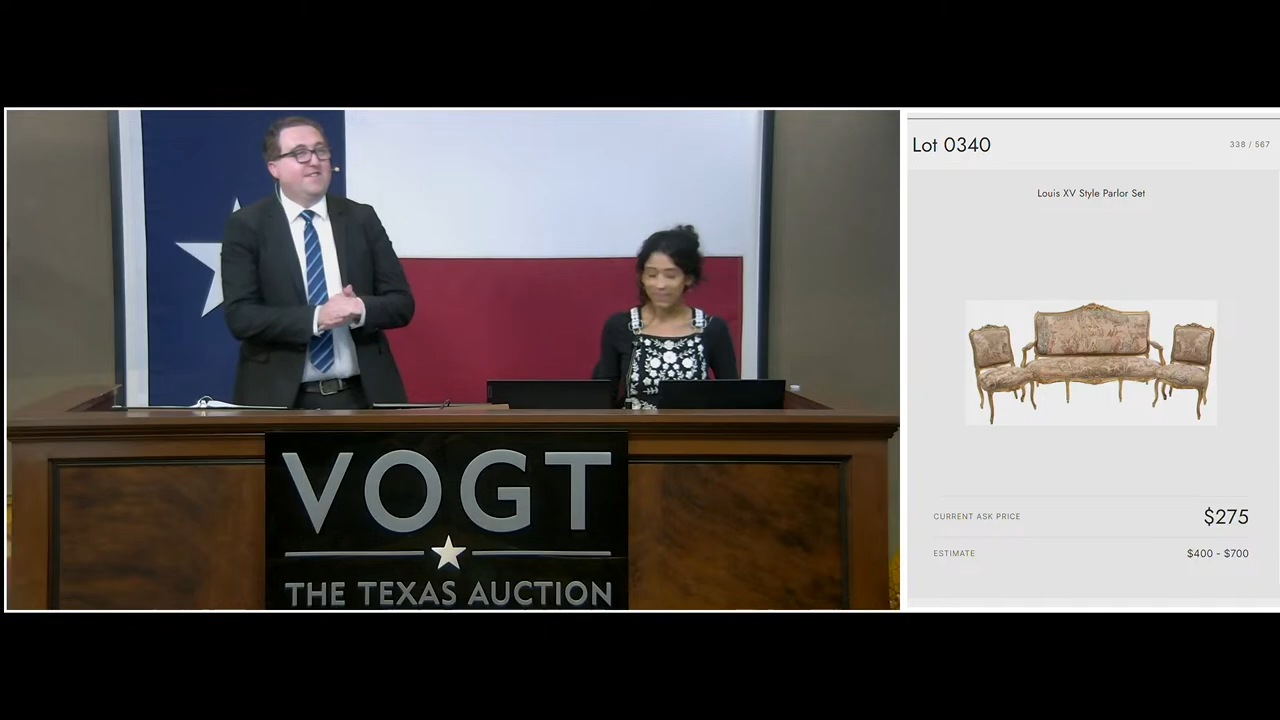 VOGT
THE TEXAS AUCTION
Lot 0340
338 / 567
Louis XV Style Parlor Set
CURRENT ASK PRICE
$275
ESTIMATE
$400 - $700